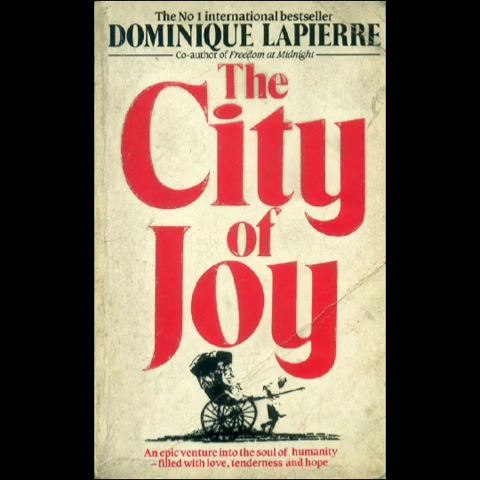 The No 1 international bestseller
DOMINIQUE LAPIERRE
Co-author of Freedom at Midnight
The
City
of
Joy
An epic venture into the soul of humanity
–filled with love, tenderness and hope